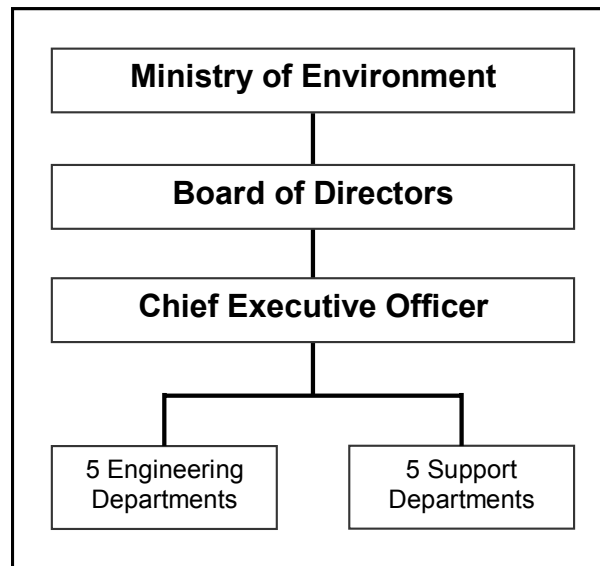 Ministry of Environment
Board of Directors
Chief Executive Officer
5 Engineering
Departments
5 Support
Departments